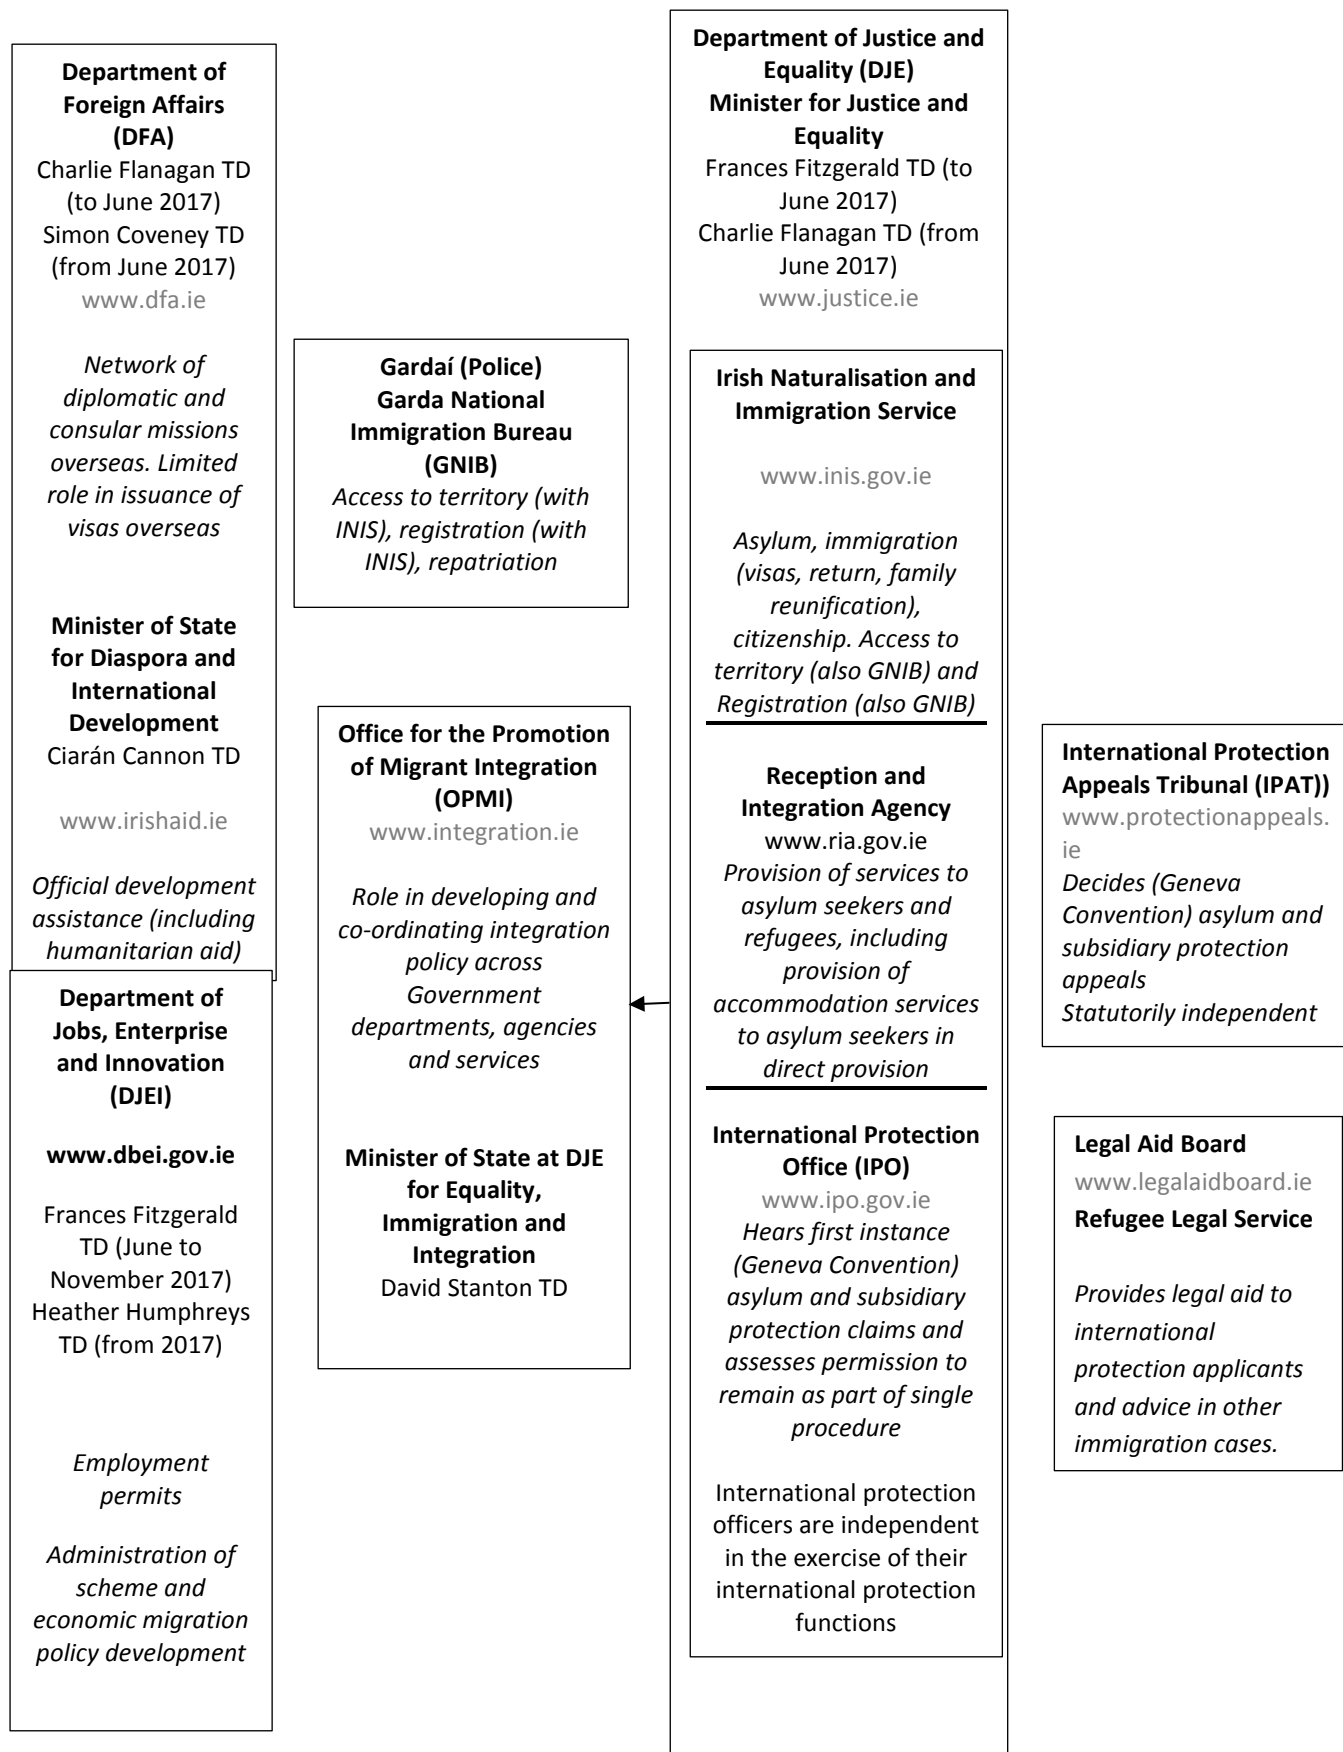 Department of
Foreign Affairs
(DFA)
Charlie Flanagan TD
(to June 2017)
Simon Coveney TD
(from June 2017)
www.dfa.ie
Network of
diplomatic and
consular missions
overseas. Limited
role in issuance of
visas overseas
Minister of State
for Diaspora and
International
Development
Ciarán Cannon TD
www.irishaid.ie
Official development
assistance (including
humanitarian aid)
Department of
Jobs, Enterprise
and Innovation
(DJEI)
www.dbei.gov.ie
Frances Fitzgerald
TD (June to
November 2017)
Heather Humphreys
TD (from 2017)
Employment
permits
Administration of
scheme and
economic migration
policy development
Gardaí (Police)
Garda National
Immigration Bureau
(GNIB)
Access to territory (with
INIS), registration (with
INIS), repatriation
Office for the Promotion
of Migrant Integration
(OPMI)
www.integration.ie
Role in developing and
co-ordinating integration
policy across
Government
departments, agencies
and services
Minister of State at DJE
for Equality,
Immigration and
Integration
David Stanton TD
Department of Justice and
Equality (DJE)
Minister for Justice and
Equality
Frances Fitzgerald TD (to
June 2017)
Charlie Flanagan TD (from
June 2017)
www.justice.ie
Irish Naturalisation and
Immigration Service
www.inis.gov.ie
Asylum, immigration
(visas, return, family
reunification),
citizenship. Access to
territory (also GNIB) and
Registration (also GNIB)
Reception and
Integration Agency
www.ria.gov.ie
Provision of services to
asylum seekers and
refugees, including
provision of
accommodation services
to asylum seekers in
direct provision
International Protection
Office (IPO)
www.ipo.gov.ie
Hears first instance
(Geneva Convention)
asylum and subsidiary
protection claims and
assesses permission to
remain as part of single
procedure
International protection
officers are independent
in the exercise of their
international protection
functions
International Protection
Appeals Tribunal (IPAT))
www.protectionappeals.
ie
Decides (Geneva
Convention) asylum and
subsidiary protection
appeals
Statutorily independent
Legal Aid Board
www.legalaidboard.ie
Refugee Legal Service
Provides legal aid to
international
protection applicants
and advice in other
immigration cases.